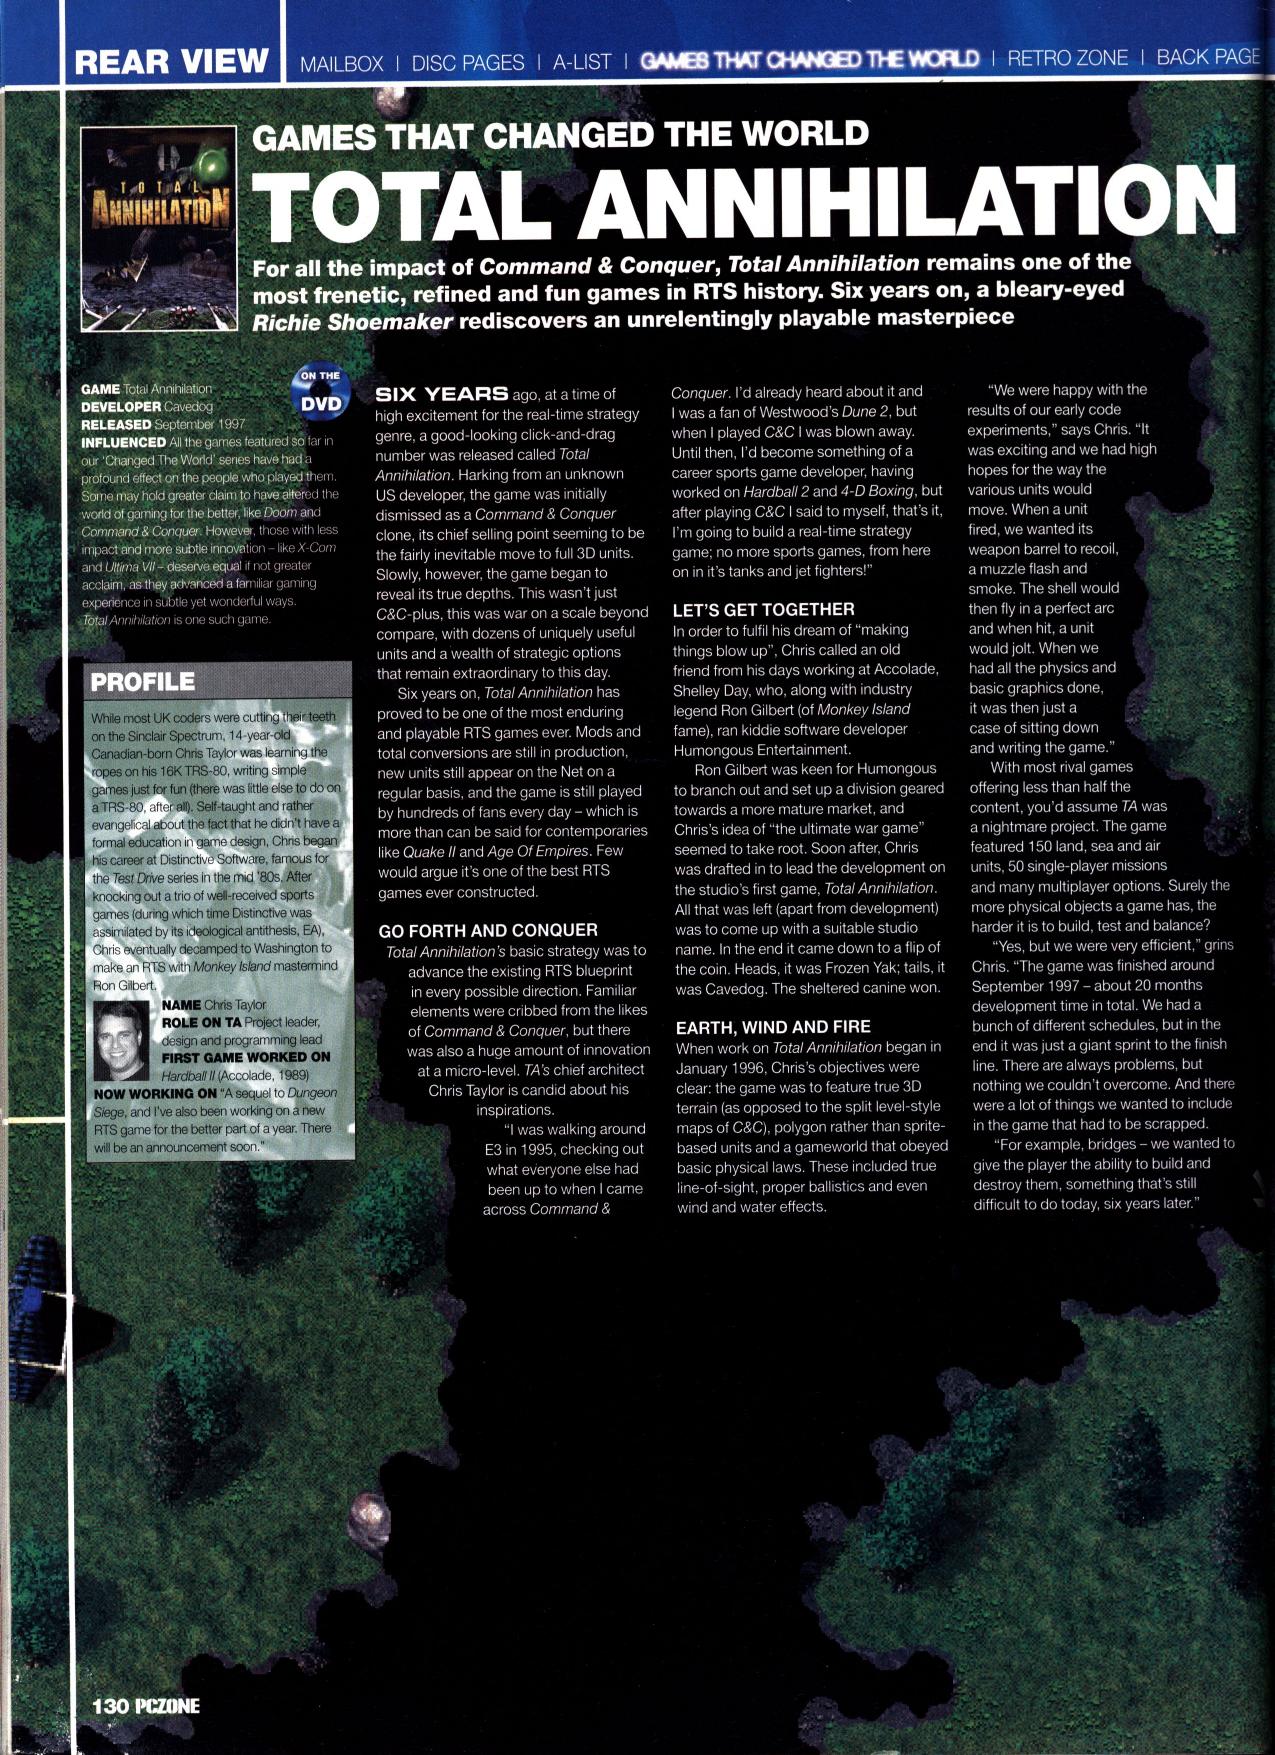 REAR VIEW
MAILBOX | DISC PAGES | A-LIST | GAMES THAT CHANGED THE WORLD | RETRO ZONE | BACK PAGE
TOTAL
ANNIHILATION
GAMES THAT CHANGED THE WORLD
TOTAL ANNIHILATION
For all the impact of Command & Conquer, Total Annihilation remains one of the
most frenetic, refined and fun games in RTS history. Six years on, a bleary-eyed
Richie Shoemaker rediscovers an unrelentingly playable masterpiece
ON THE
DVD
GAME Total Annihilation
DEVELOPER Cavedog
RELEASED September 1997
INFLUENCED All the games featured so far in
our 'Changed The World' series have had a
profound effect on the people who played them.
Some may hold greater claim to have altered the
world of gaming for the better, like Doom and
Command & Conquer. However, those with less
impact and more subtle innovation – like X-Com
and Ultima VII – deserve equal if not greater
acclaim, as they advanced a familiar gaming
experience in subtle yet wonderful ways.
Total Annihilation is one such game.
PROFILE
While most UK coders were cutting their teeth
on the Sinclair Spectrum, 14-year-old
Canadian-born Chris Taylor was learning the
ropes on his 16K TRS-80, writing simple
games just for fun (there was little else to do on
a TRS-80, after all). Self-taught and rather
evangelical about the fact that he didn't have a
formal education in game design, Chris began
his career at Distinctive Software, famous for
the Test Drive series in the mid '80s. After
knocking out a trio of well-received sports
games (during which time Distinctive was
assimilated by its ideological antithesis, EA),
Chris eventually decamped to Washington to
make an RTS with Monkey Island mastermind
Ron Gilbert.
NAME Chris Taylor
ROLE ON TA Project leader,
design and programming lead
FIRST GAME WORKED ON
Hardball II (Accolade, 1989)
NOW WORKING ON "A sequel to Dungeon
Siege, and I've also been working on a new
RTS game for the better part of a year. There
will be an announcement soon."
SIX YEARS ago, at a time of
high excitement for the real-time strategy
genre, a good-looking click-and-drag
number was released called Total
Annihilation. Harking from an unknown
US developer, the game was initially
dismissed as a Command & Conquer
clone, its chief selling point seeming to be
the fairly inevitable move to full 3D units.
Slowly, however, the game began to
reveal its true depths. This wasn't just
C&C-plus, this was war on a scale beyond
compare, with dozens of uniquely useful
units and a wealth of strategic options
that remain extraordinary to this day.
Six years on, Total Annihilation has
proved to be one of the most enduring
and playable RTS games ever. Mods and
total conversions are still in production,
new units still appear on the Net on a
regular basis, and the game is still played
by hundreds of fans every day – which is
more than can be said for contemporaries
like Quake II and Age Of Empires. Few
would argue it's one of the best RTS
games ever constructed.
GO FORTH AND CONQUER
Total Annihilation's basic strategy was to
advance the existing RTS blueprint
in every possible direction. Familiar
elements were cribbed from the likes
of Command & Conquer, but there
was also a huge amount of innovation
at a micro-level. TA's chief architect
Chris Taylor is candid about his
inspirations.
"I was walking around
E3 in 1995, checking out
what everyone else had
been up to when I came
across Command &
Conquer. I'd already heard about it and
I was a fan of Westwood's Dune 2, but
when I played C&C I was blown away.
Until then, I'd become something of a
career sports game developer, having
worked on Hardball 2 and 4-D Boxing, but
after playing C&C I said to myself, that's it,
I'm going to build a real-time strategy
game; no more sports games, from here
on in it's tanks and jet fighters!"
LET'S GET TOGETHER
In order to fulfil his dream of "making
things blow up", Chris called an old
friend from his days working at Accolade,
Shelley Day, who, along with industry
legend Ron Gilbert (of Monkey Island
fame), ran kiddie software developer
Humongous Entertainment.
Ron Gilbert was keen for Humongous
to branch out and set up a division geared
towards a more mature market, and
Chris's idea of "the ultimate war game"
seemed to take root. Soon after, Chris
was drafted in to lead the development on
the studio's first game, Total Annihilation.
All that was left (apart from development)
was to come up with a suitable studio
name. In the end it came down to a flip of
the coin. Heads, it was Frozen Yak; tails, it
was Cavedog. The sheltered canine won.
EARTH, WIND AND FIRE
When work on Total Annihilation began in
January 1996, Chris's objectives were
clear: the game was to feature true 3D
terrain (as opposed to the split level-style
maps of C&C), polygon rather than sprite-
based units and a gameworld that obeyed
basic physical laws. These included true
line-of-sight, proper ballistics and even
wind and water effects.
"We were happy with the
results of our early code
experiments," says Chris. "It
was exciting and we had high
hopes for the way the
various units would
move. When a unit
fired, we wanted its
weapon barrel to recoil,
a muzzle flash and
smoke. The shell would
then fly in a perfect arc
and when hit, a unit
would jolt. When we
had all the physics and
basic graphics done,
it was then just a
case of sitting down
and writing the game."
With most rival games
offering less than half the
content, you'd assume TA was
a nightmare project. The game
featured 150 land, sea and air
units, 50 single-player missions
and many multiplayer options. Surely the
more physical objects a game has, the
harder it is to build, test and balance?
"Yes, but we were very efficient," grins
Chris. "The game was finished around
September 1997 – about 20 months
development time in total. We had a
bunch of different schedules, but in the
end it was just a giant sprint to the finish
line. There are always problems, but
nothing we couldn't overcome. And there
were a lot of things we wanted to include
in the game that had to be scrapped.
"For example, bridges – we wanted to
give the player the ability to build and
destroy them, something that's still
difficult to do today, six years later."
130 PCZONE